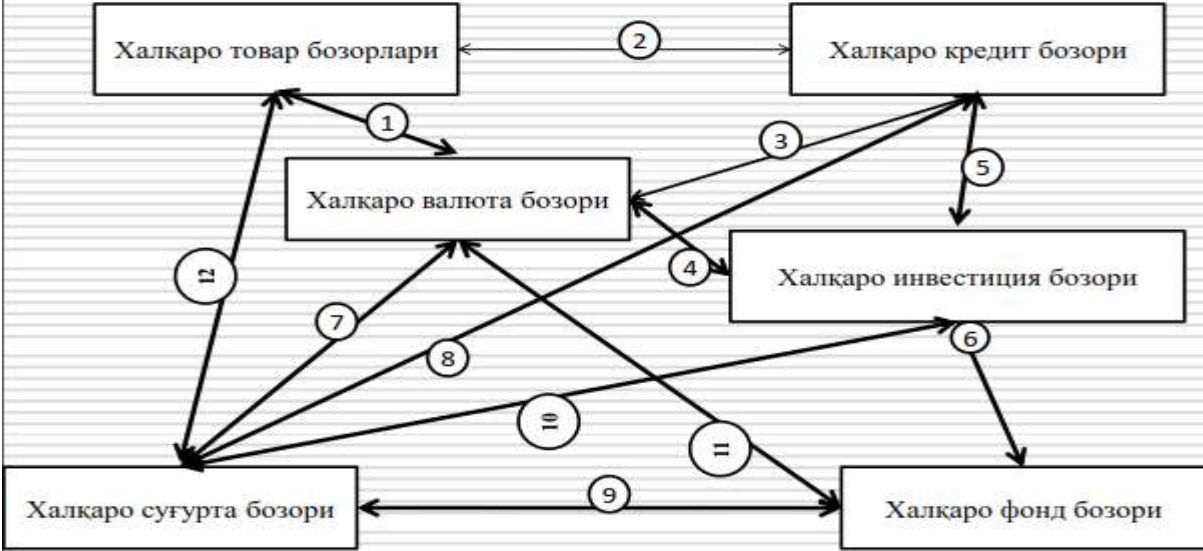 Халқаро товар бозорлари
2
Халқаро кредит бозори
1
3
5
Халқаро валюта бозори
4
Халқаро инвестиция бозори
12
7
8
6
10
11
9
Халқаро суғурта бозори
Халқаро фонд бозори